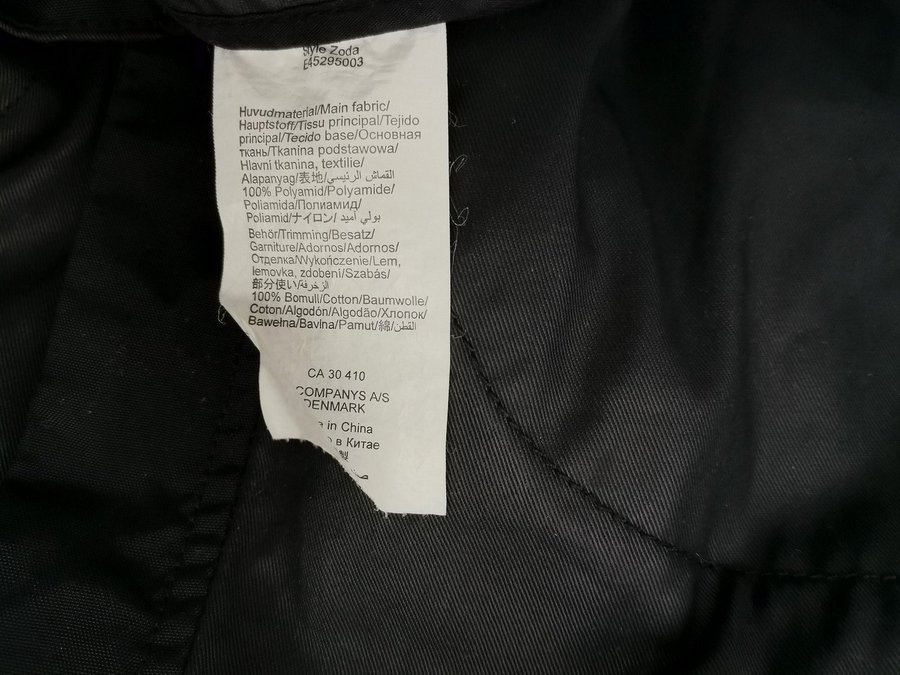 Style Zoda
E45295003
Huvudmaterial/Main fabric/
Hauptstoff/Tissu principal/Tejido
principal/Tecido base/Основная
ткань/Tkanina podstawowa/
Hlavní tkanina, textilie/
Alapanyag/表地/القماش الرئيسي
100% Polyamid/Polyamide/
Poliamida/Полиамид/
Poliamid/ナイロン/بولي أميد
Behör/Trimming/Besatz/
Garniture/Adornos/Adornos/
Отделка/Wykończenie/Lem,
lemovka, zdobení/Szabás/
部分使い/الزخرفة
100% Bomull/Cotton/Baumwolle/
Coton/Algodón/Algodão/Хлопок/
Bawełna/Bavlna/Pamut/綿/القطن
CA 30 410
COMPANYS A/S
DENMARK
in China
в Китае
製